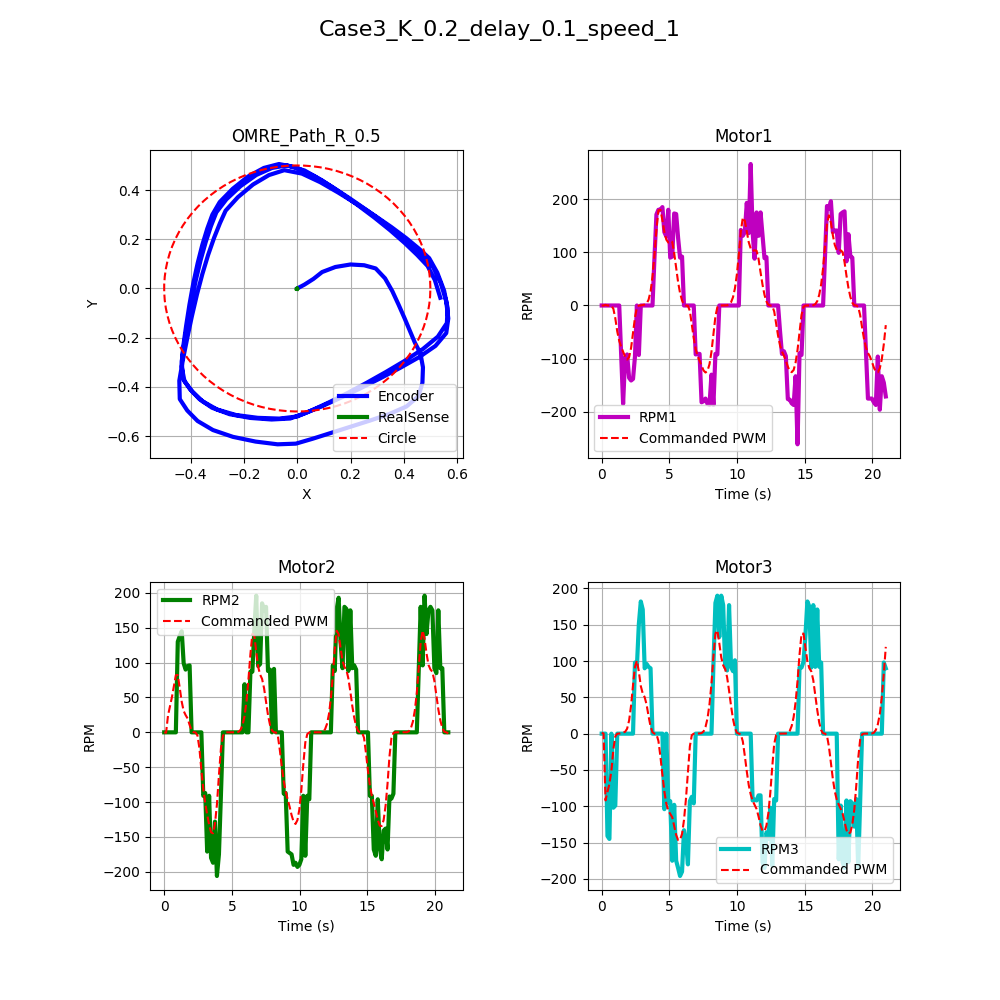 Case3_K_0.2_delay_0.1_speed_1
OMRE_Path_R_0.5
Y
0.4
0.2
0.0
−0.2
−0.4
−0.6
−0.4
−0.2
0.0
0.2
0.4
0.6
X
Encoder
RealSense
Circle
Motor1
RPM
200
100
0
−100
−200
0
5
10
15
20
Time (s)
RPM1
Commanded PWM
Motor2
RPM
200
150
100
50
0
−50
−100
−150
−200
0
5
10
15
20
Time (s)
RPM2
Commanded PWM
Motor3
RPM
200
150
100
50
0
−50
−100
−150
−200
0
5
10
15
20
Time (s)
RPM3
Commanded PWM